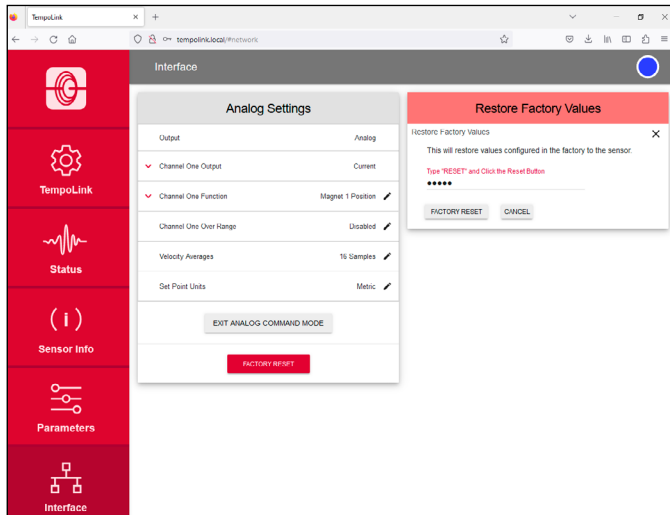 TempoLink
tempolink.local/#network
Interface
TempoLink
Status
Sensor Info
Parameters
Interface
Analog Settings
Output Analog
Channel One Output Current
Channel One Function Magnet 1 Position
Channel One Over Range Disabled
Velocity Averages 16 Samples
Set Point Units Metric
EXIT ANALOG COMMAND MODE
FACTORY RESET
Restore Factory Values
Restore Factory Values
This will restore values configured in the factory to the sensor.
Type "RESET" and Click the Reset Button
•••••
FACTORY RESET CANCEL